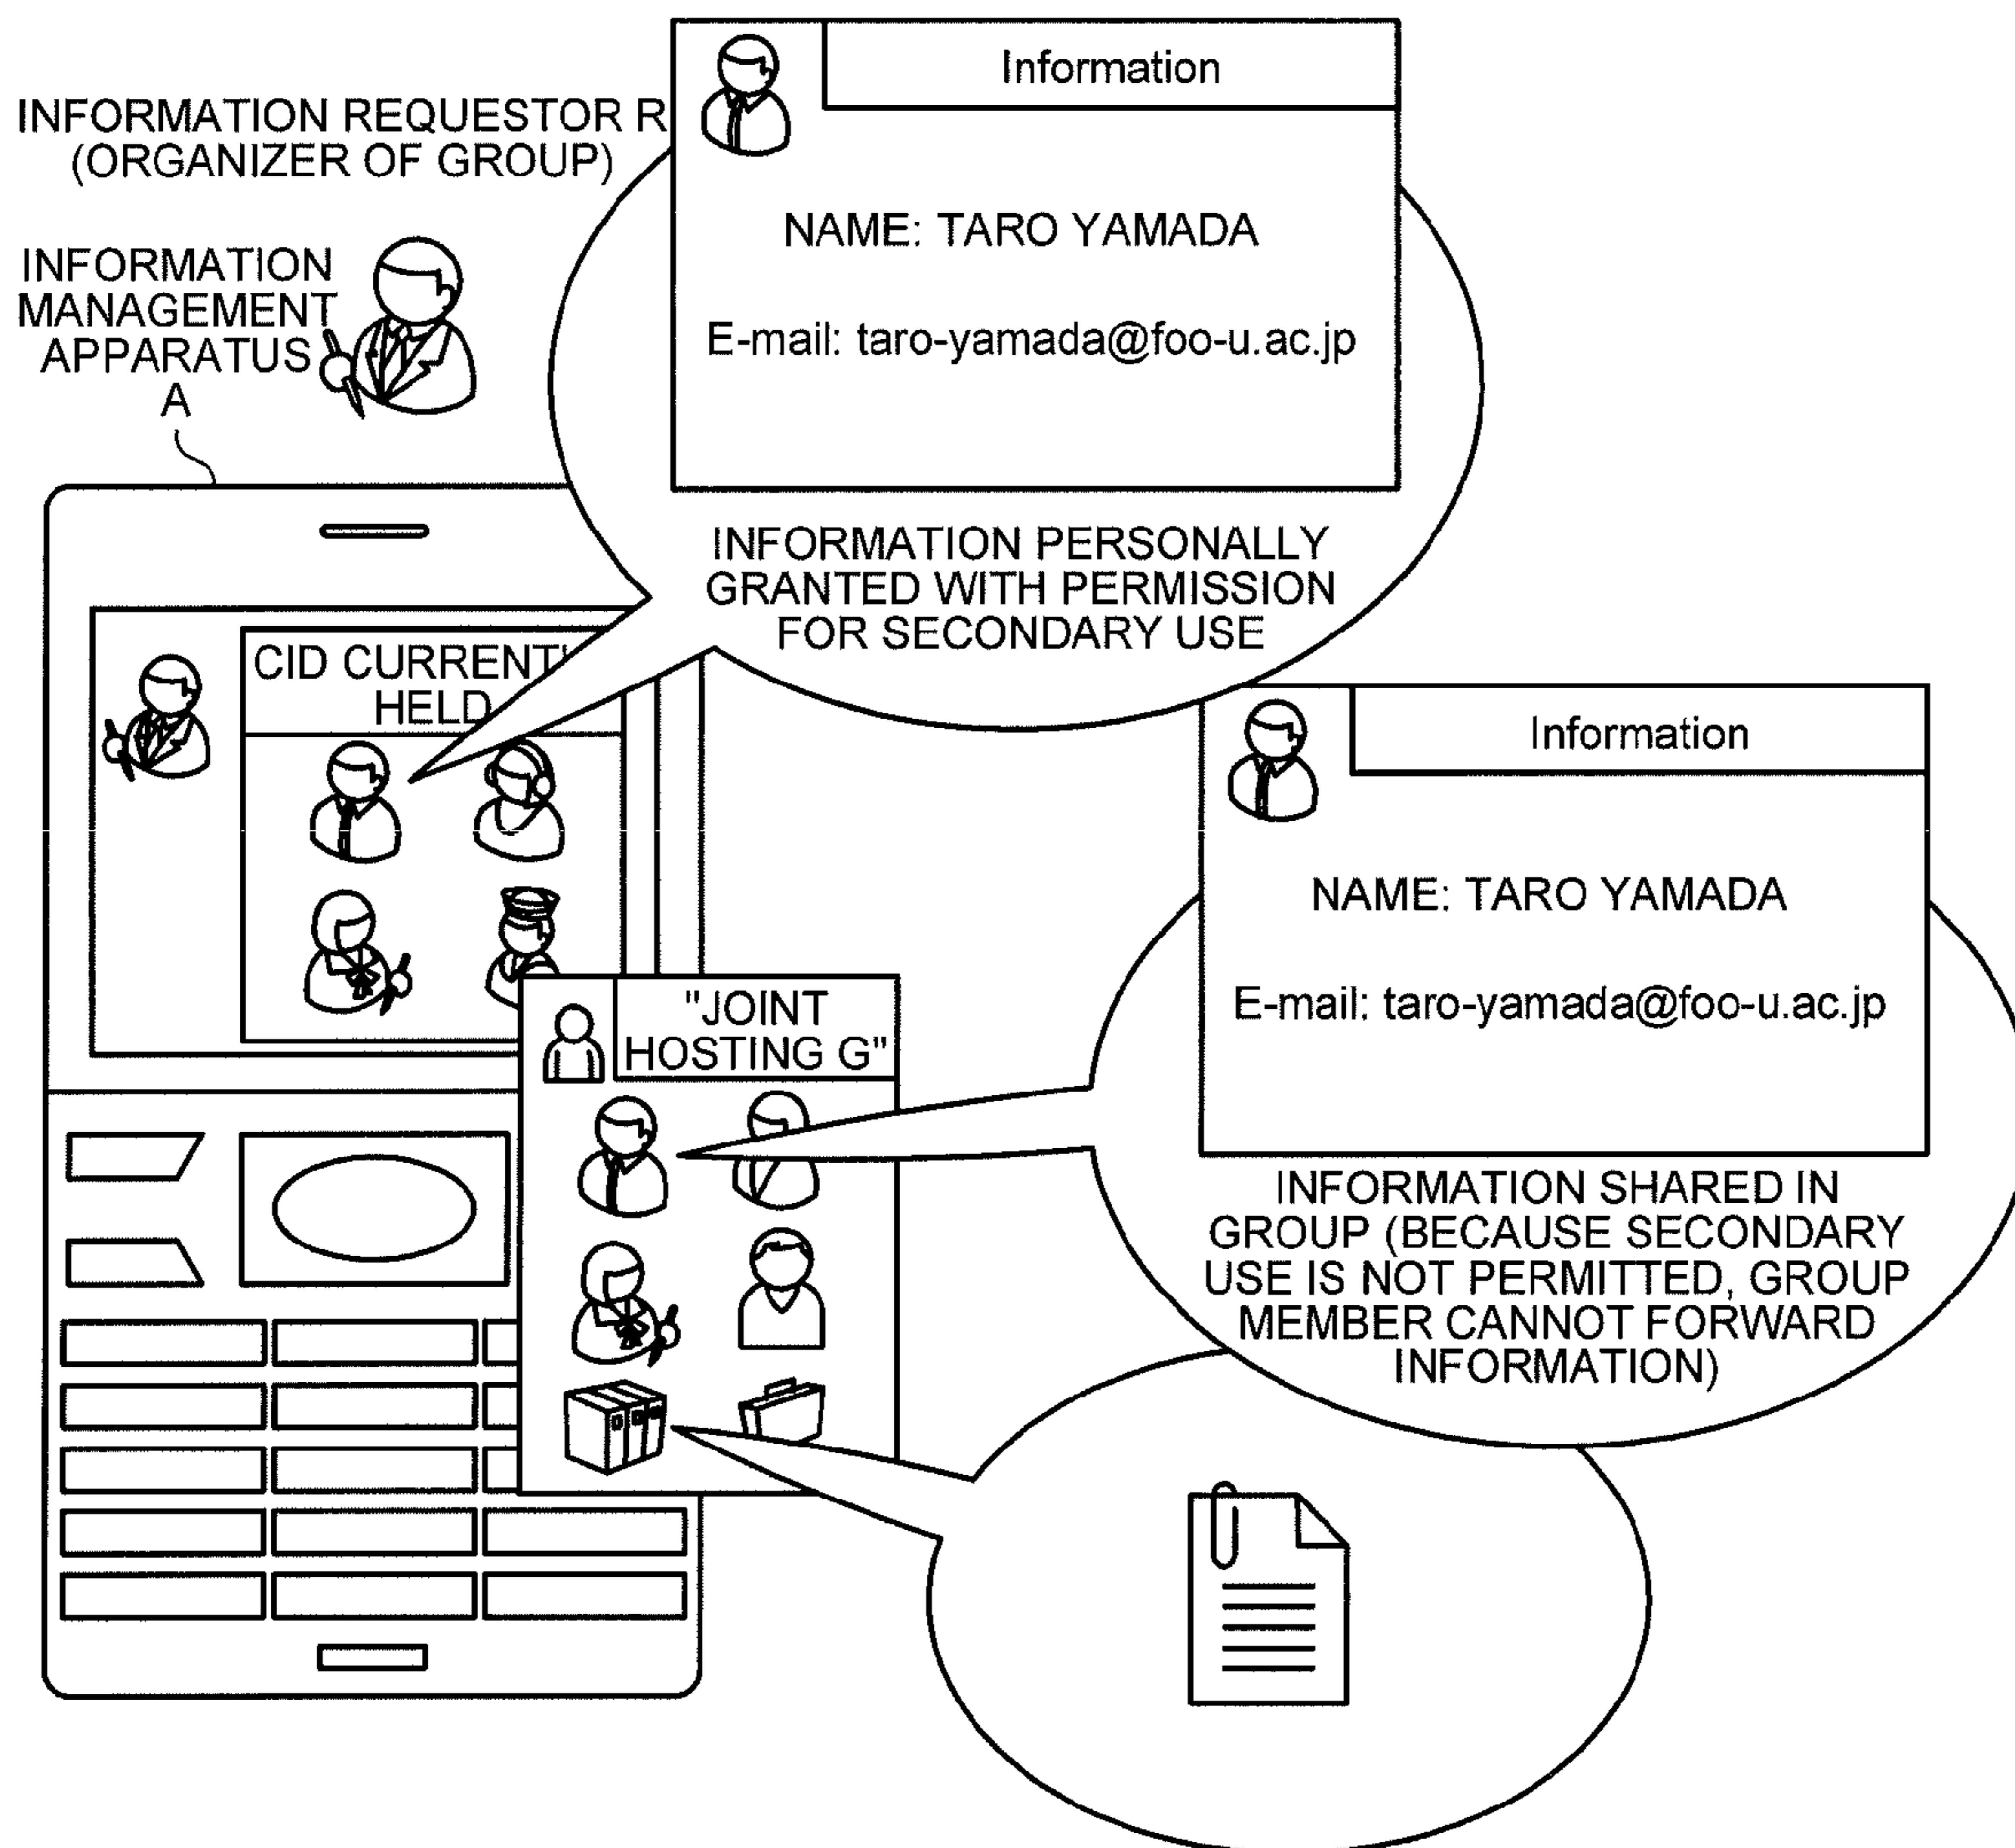 INFORMATION REQUESTOR R
(ORGANIZER OF GROUP)
INFORMATION
MANAGEMENT
APPARATUS
A
Information
NAME: TARO YAMADA
E-mail: taro-yamada@foo-u.ac.jp
INFORMATION PERSONALLY
GRANTED WITH PERMISSION
FOR SECONDARY USE
CID
HELD
Information
NAME: TARO YAMADA
E-mail: taro-yamada@foo-u.ac.jp
INFORMATION SHARED IN
GROUP (BECAUSE SECONDARY
USE IS NOT PERMITTED, GROUP
MEMBER CANNOT FORWARD
INFORMATION)
"JOINT
HOSTING G"